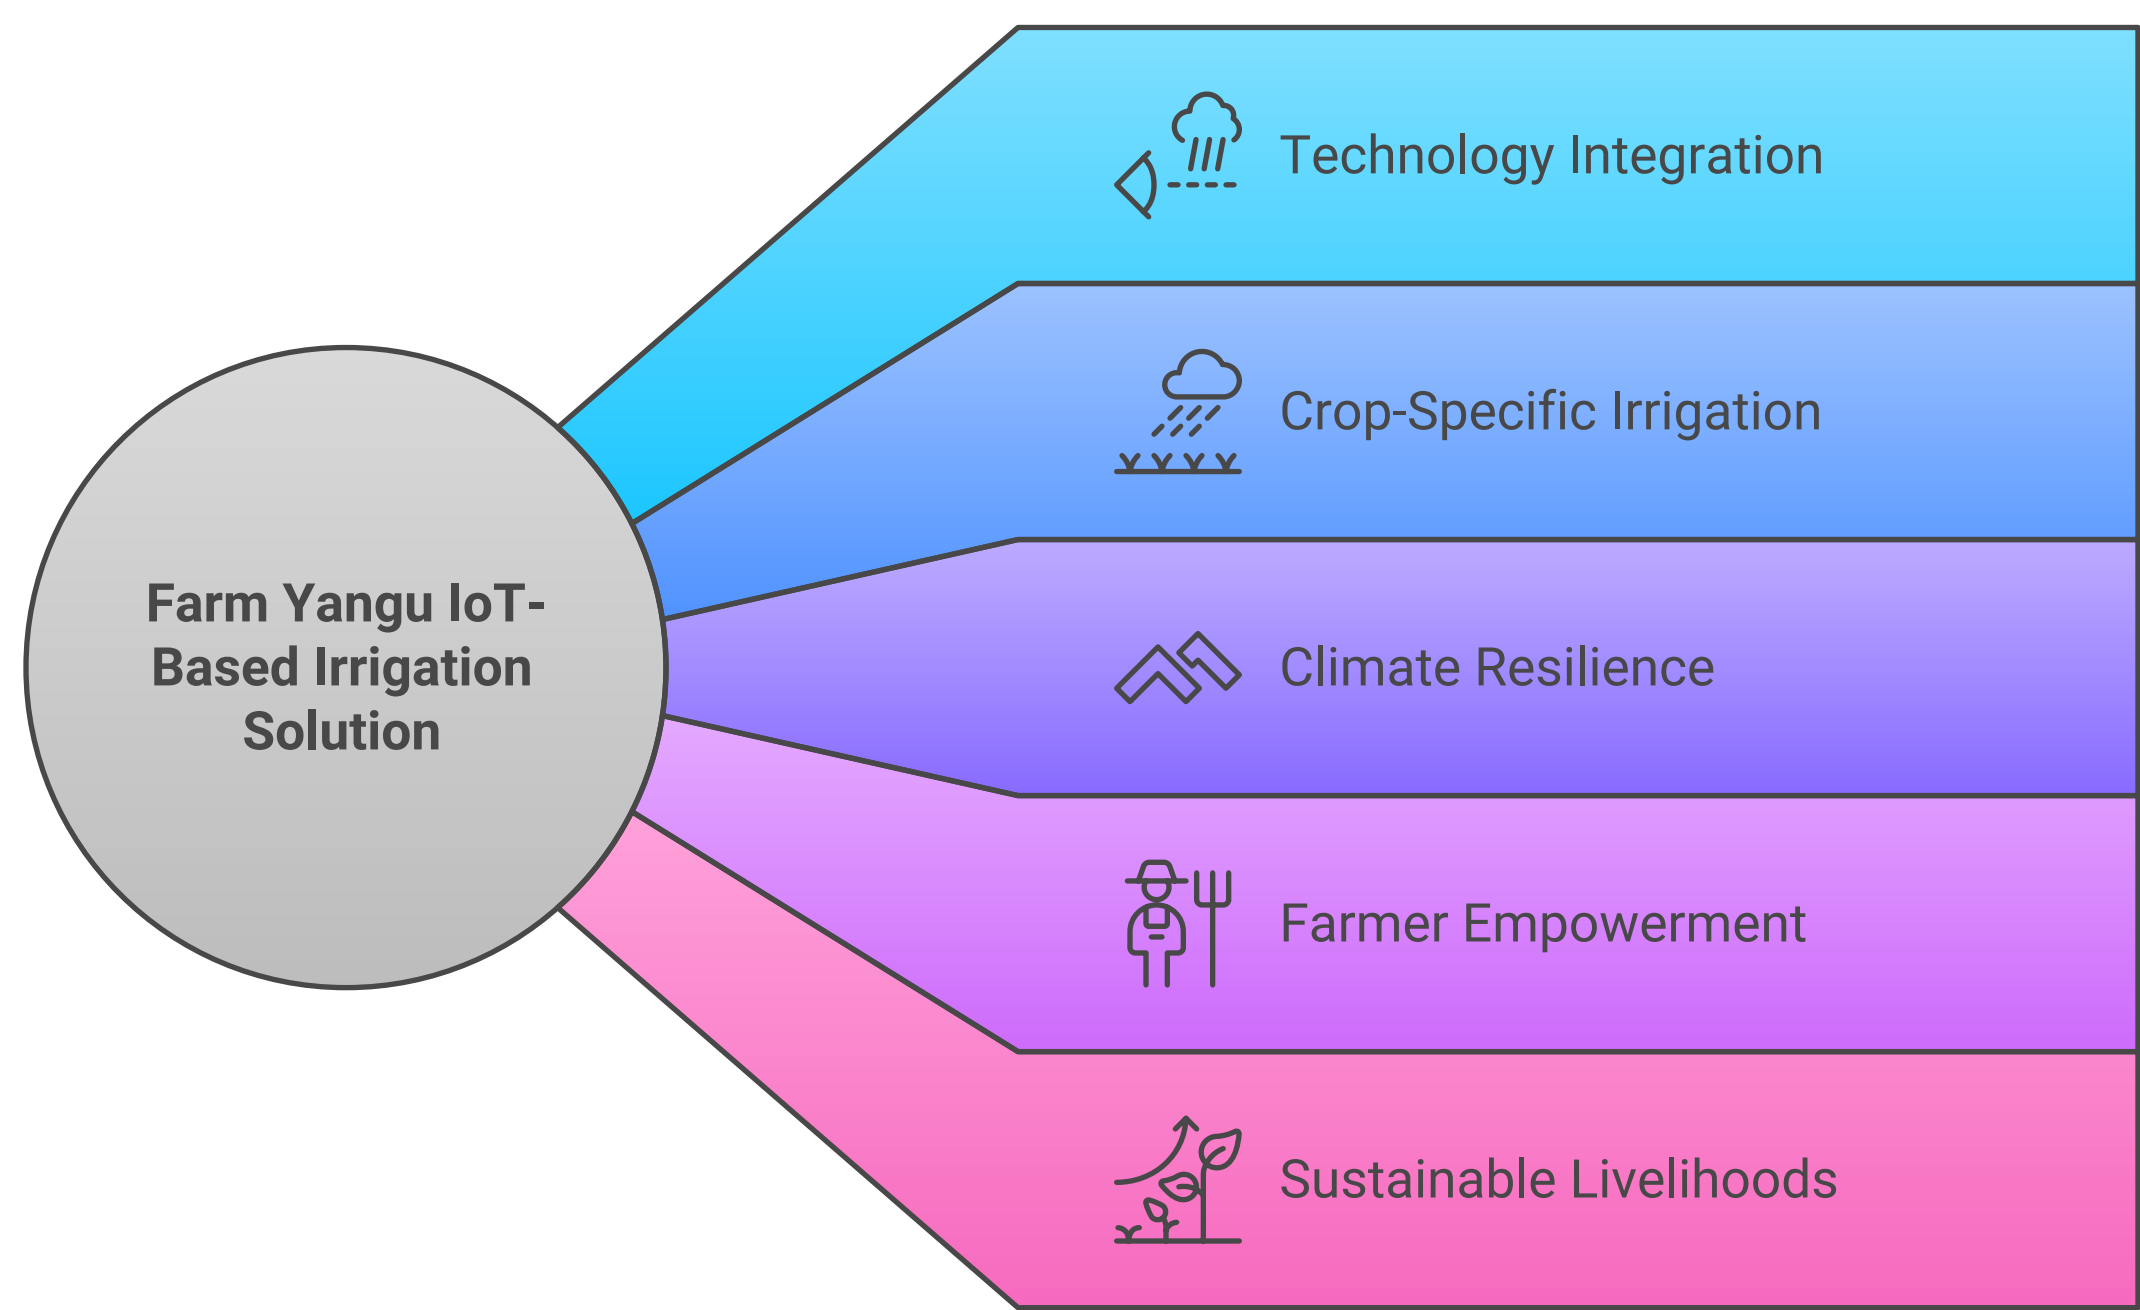 Farm Yangu IoT-
Based Irrigation
Solution
Technology Integration
Crop-Specific Irrigation
Climate Resilience
Farmer Empowerment
Sustainable Livelihoods